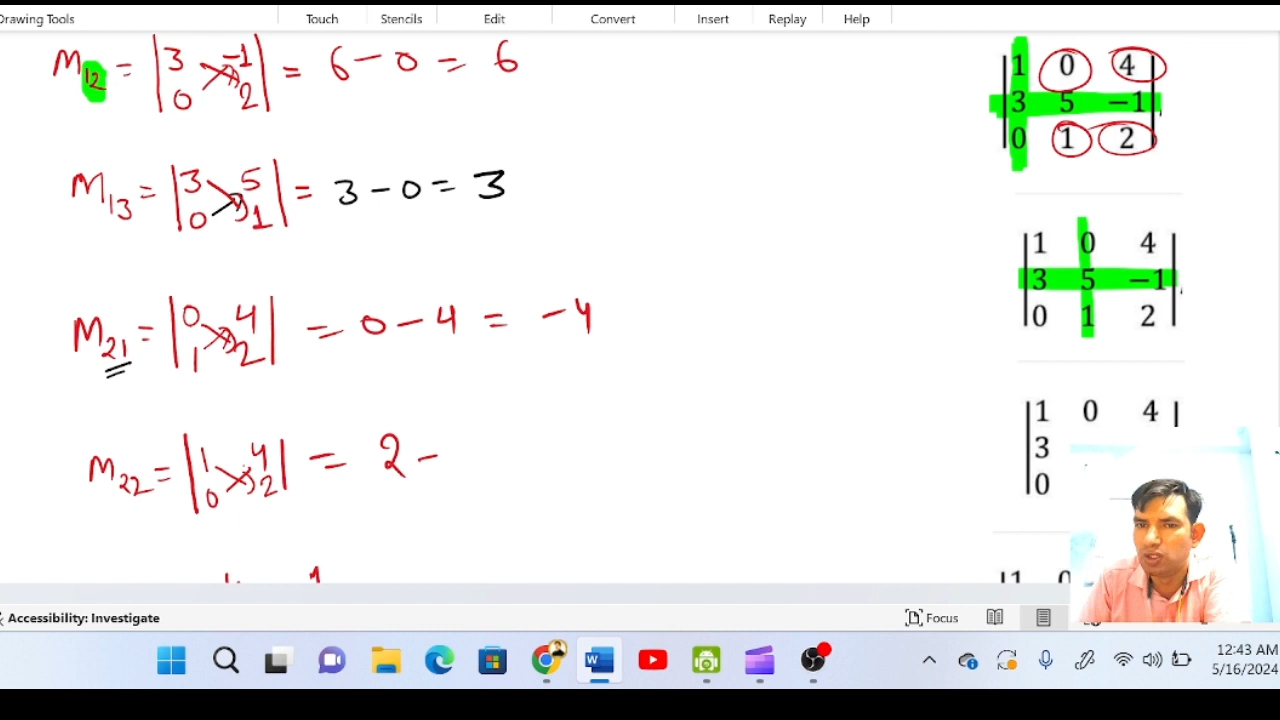 Drawing Tools Touch Stencils Edit Convert Insert Replay Help
M12 = |3 -1| = 6 - 0 = 6
|0 2|
M13 = |3 5| = 3 - 0 = 3
|0 1|
M21 = |0 4| = 0 - 4 = -4
|1 2|
M22 = |1 4| = 2 -
|0 2|
1
|1 0 4|
|3 5 −1|,
|0 1 2|
|1 0 4|
|3 5 −1|,
|0 1 2|
|1 0 4|
|3
|0
|1 0
Accessibility: Investigate Focus
12:43 AM
5/16/2024